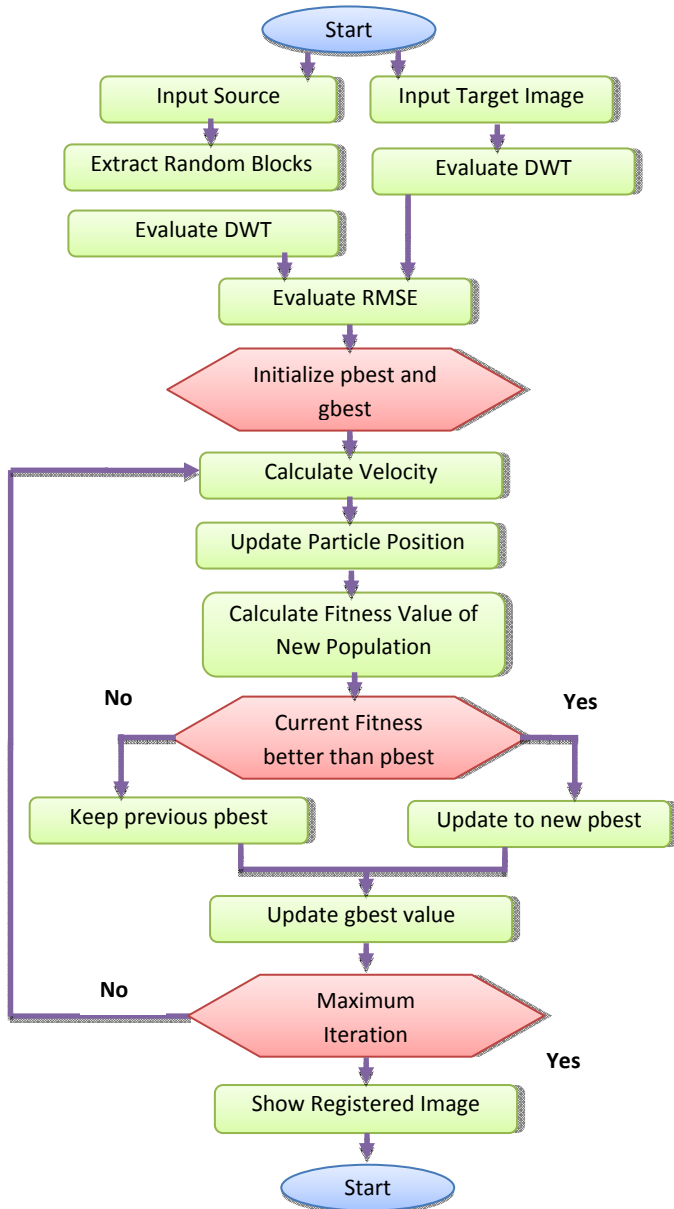 Start
Input Source
Input Target Image
Extract Random Blocks
Evaluate DWT
Evaluate DWT
Evaluate RMSE
Initialize pbest and
gbest
Calculate Velocity
Update Particle Position
Calculate Fitness Value of
New Population
No
Current Fitness
better than pbest
Yes
Keep previous pbest
Update to new pbest
Update gbest value
No
Maximum
Iteration
Yes
Show Registered Image
Start